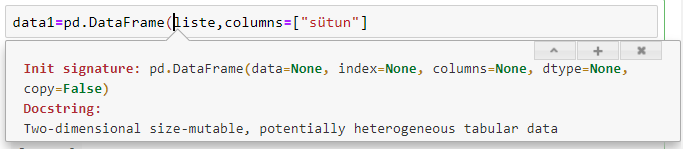 data1=pd.DataFrame(liste,columns=["sütun"]
Init signature: pd.DataFrame(data=None, index=None, columns=None, dtype=None,
copy=False)
Docstring:
Two-dimensional size-mutable, potentially heterogeneous tabular data